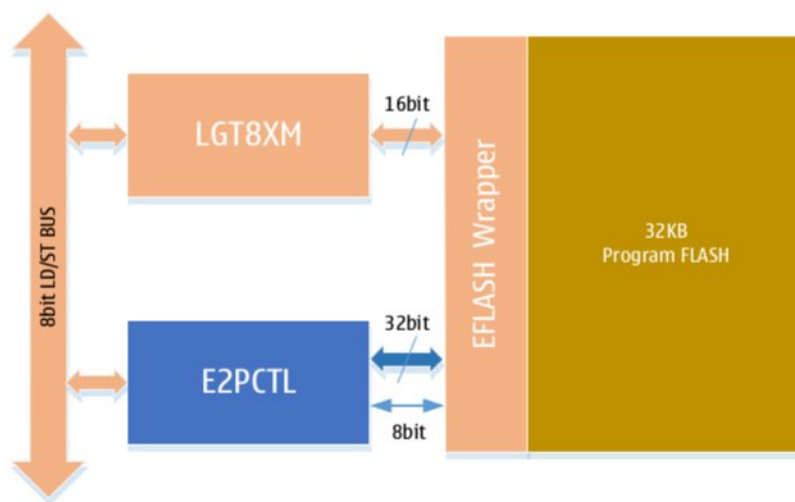 8bit LD/ST BUS
LGT8XM
16bit
E2PCTL
32bit
8bit
EFLASH Wrapper
32KB
Program FLASH